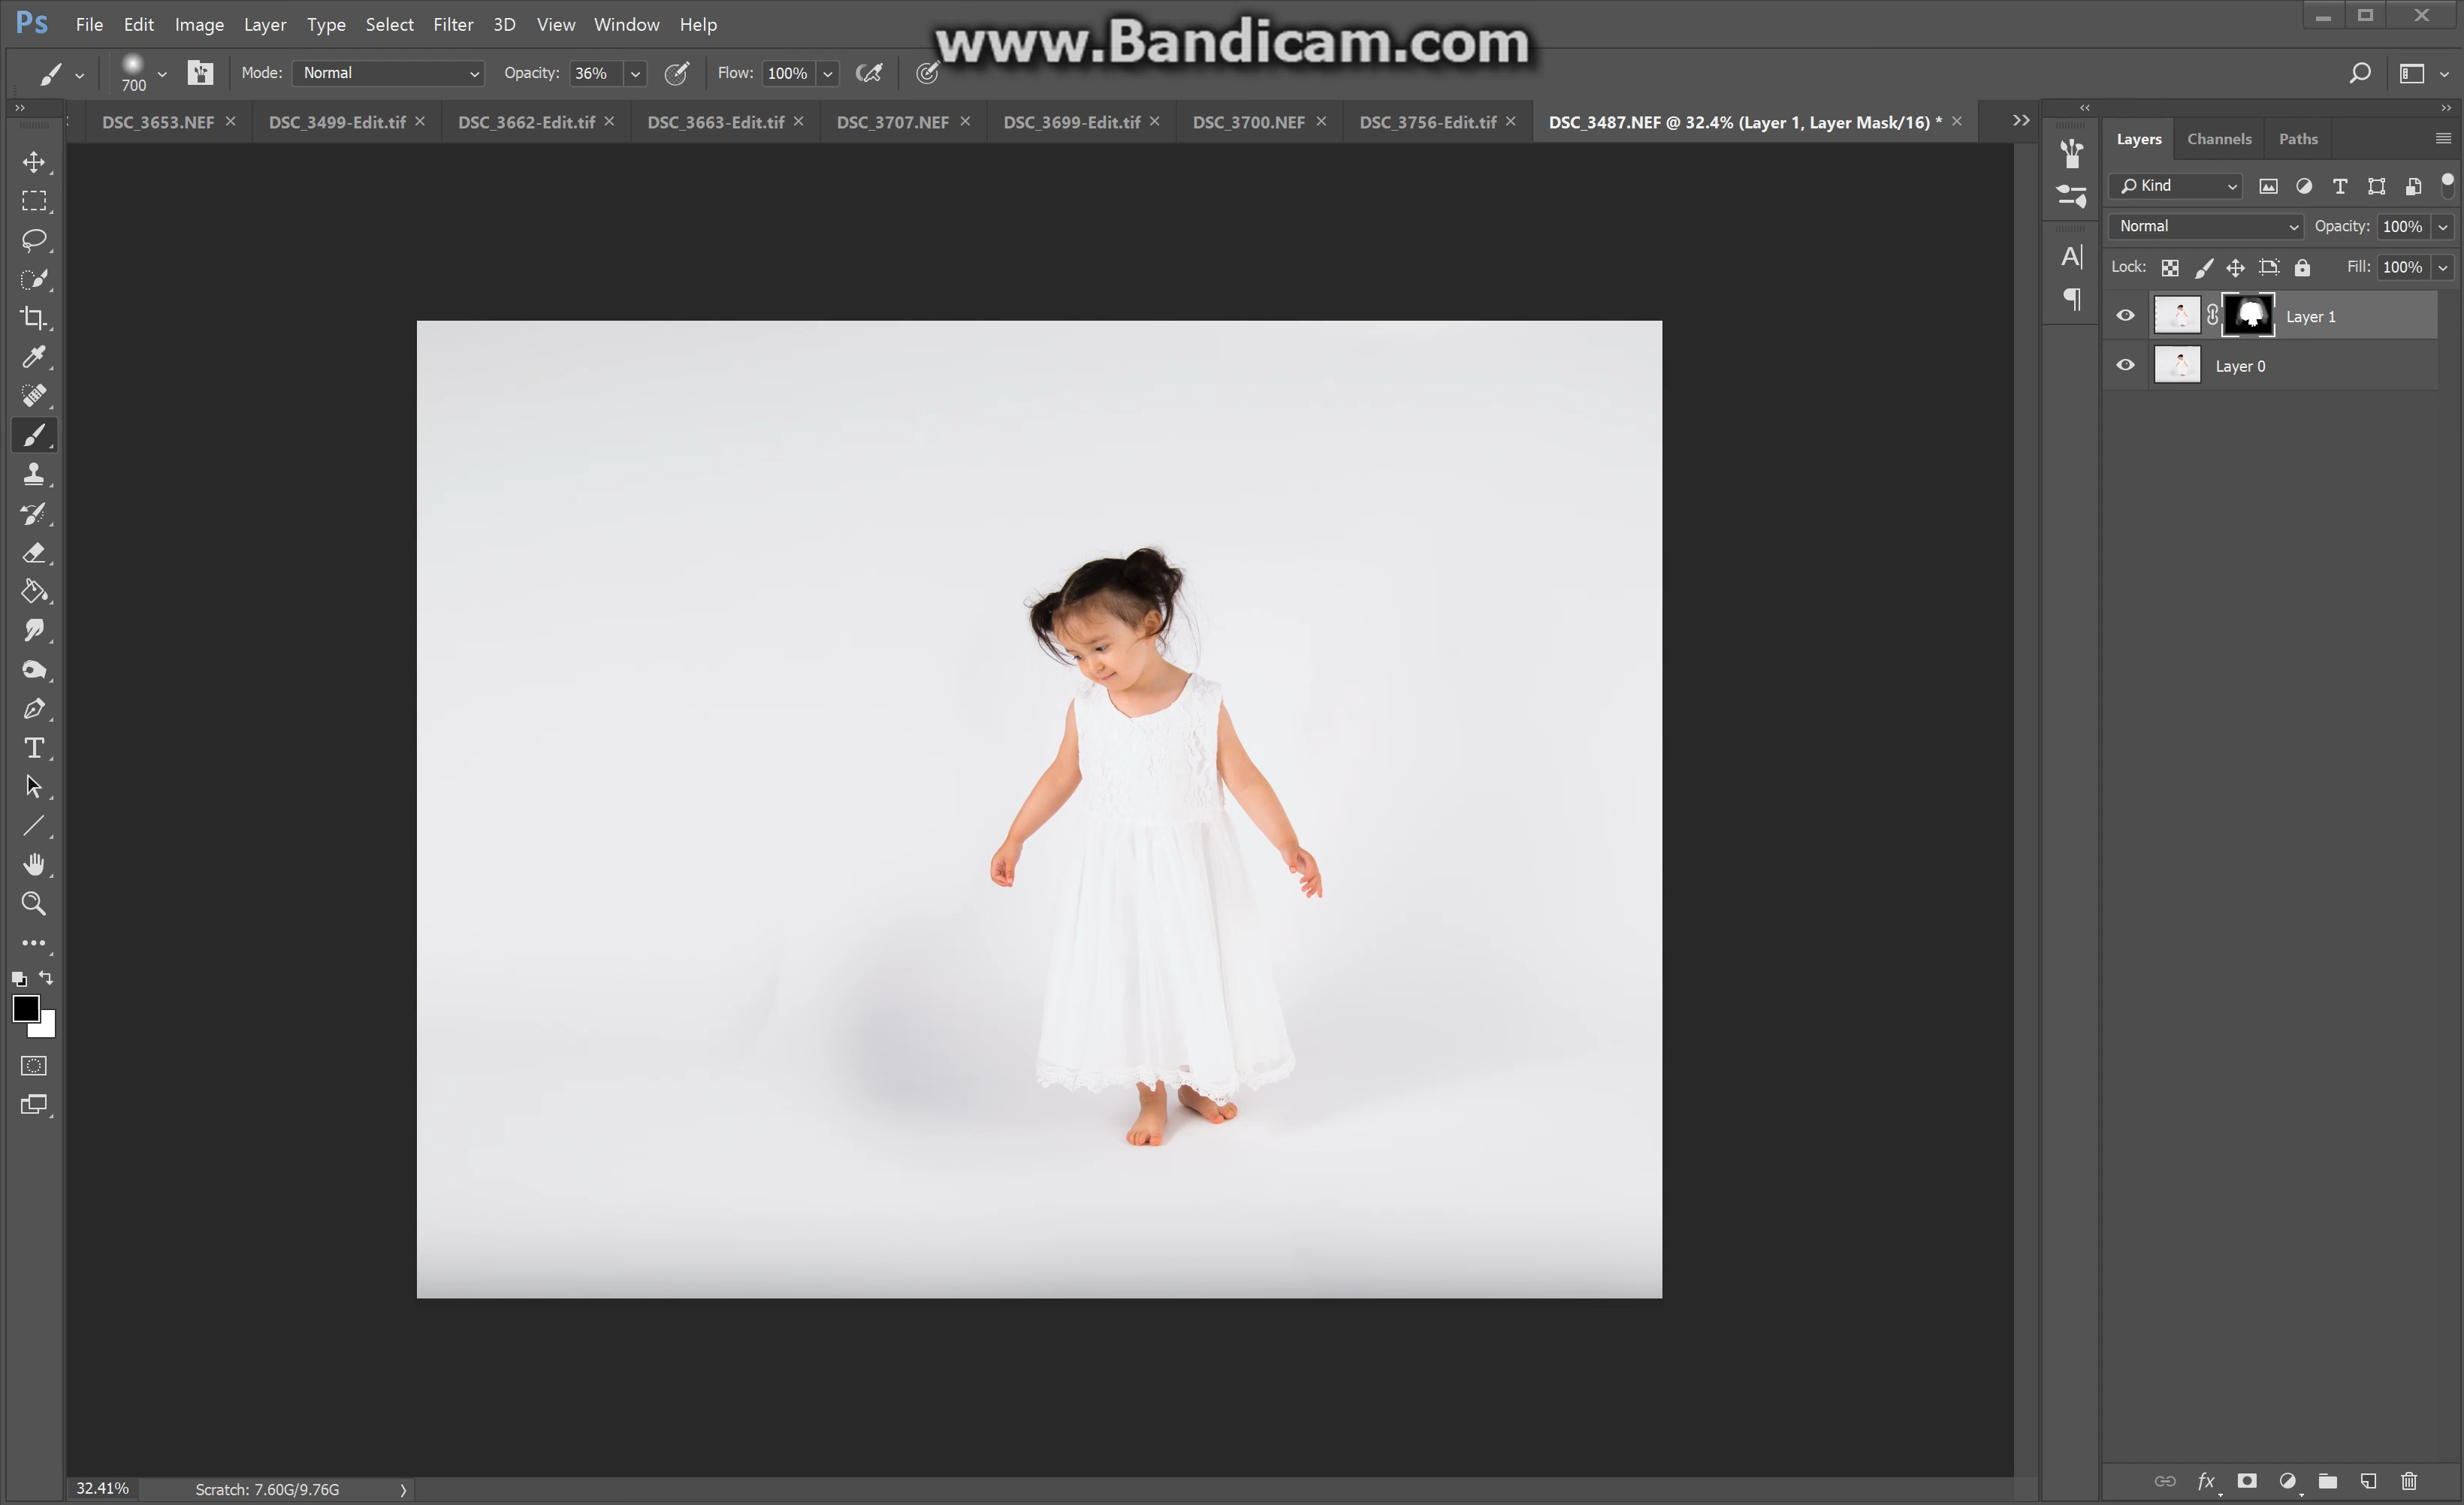 www.Bandicam.com
Ps File Edit Image Layer Type Select Filter 3D View Window Help
700 Mode: Normal Opacity: 36% Flow: 100%
DSC_3653.NEF DSC_3499-Edit.tif DSC_3662-Edit.tif DSC_3663-Edit.tif DSC_3707.NEF DSC_3699-Edit.tif DSC_3700.NEF DSC_3756-Edit.tif DSC_3487.NEF @ 32.4% (Layer 1, Layer Mask/16) *
Layers Channels Paths
Kind
Normal Opacity: 100%
Lock: Fill: 100%
Layer 1
Layer 0
32.41% Scratch: 7.60G/9.76G
fx